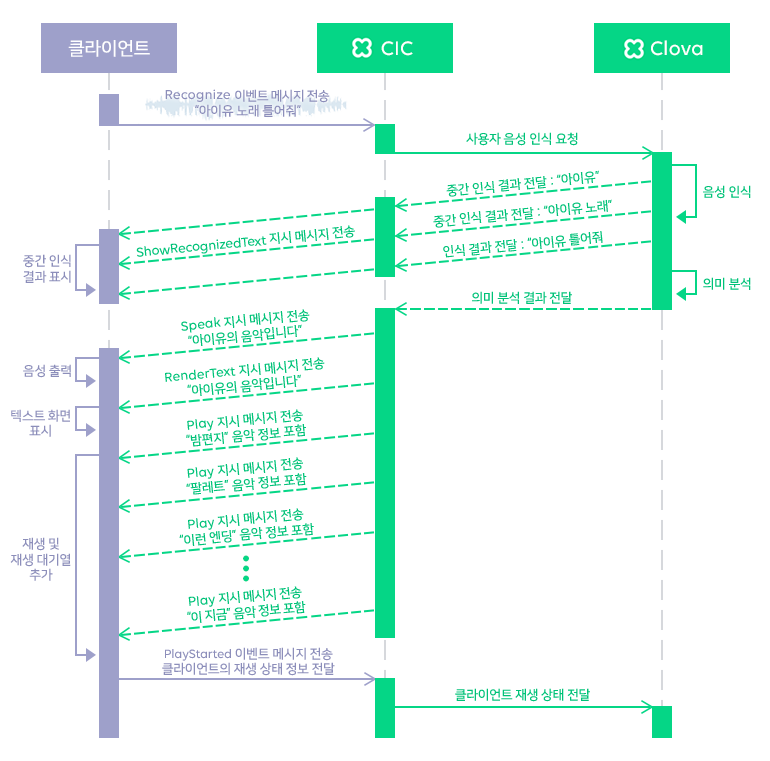 클라이언트
CIC
Clova
Recognize 이벤트 메시지 전송
“아이유 노래 틀어줘”
사용자 음성 인식 요청
음성 인식
중간 인식 결과 전달 : “아이유”
중간 인식 결과 전달 : “아이유 노래”
인식 결과 전달 : “아이유 틀어줘
ShowRecognizedText 지시 메시지 전송
중간 인식
결과 표시
의미 분석
의미 분석 결과 전달
Speak 지시 메시지 전송
“아이유의 음악입니다”
음성 출력
RenderText 지시 메시지 전송
“아이유의 음악입니다”
텍스트 화면
표시
Play 지시 메시지 전송
“밤편지” 음악 정보 포함
Play 지시 메시지 전송
“팔레트” 음악 정보 포함
Play 지시 메시지 전송
“이런 엔딩” 음악 정보 포함
재생 및
재생 대기열
추가
Play 지시 메시지 전송
“이 지금” 음악 정보 포함
PlayStarted 이벤트 메시지 전송
클라이언트의 재생 상태 정보 전달
클라이언트 재생 상태 전달